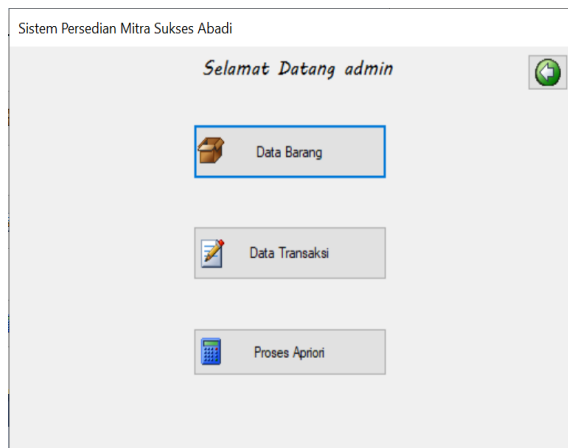 Sistem Persedian Mitra Sukses Abadi
Selamat Datang admin
Data Barang
Data Transaksi
Proses Apriori